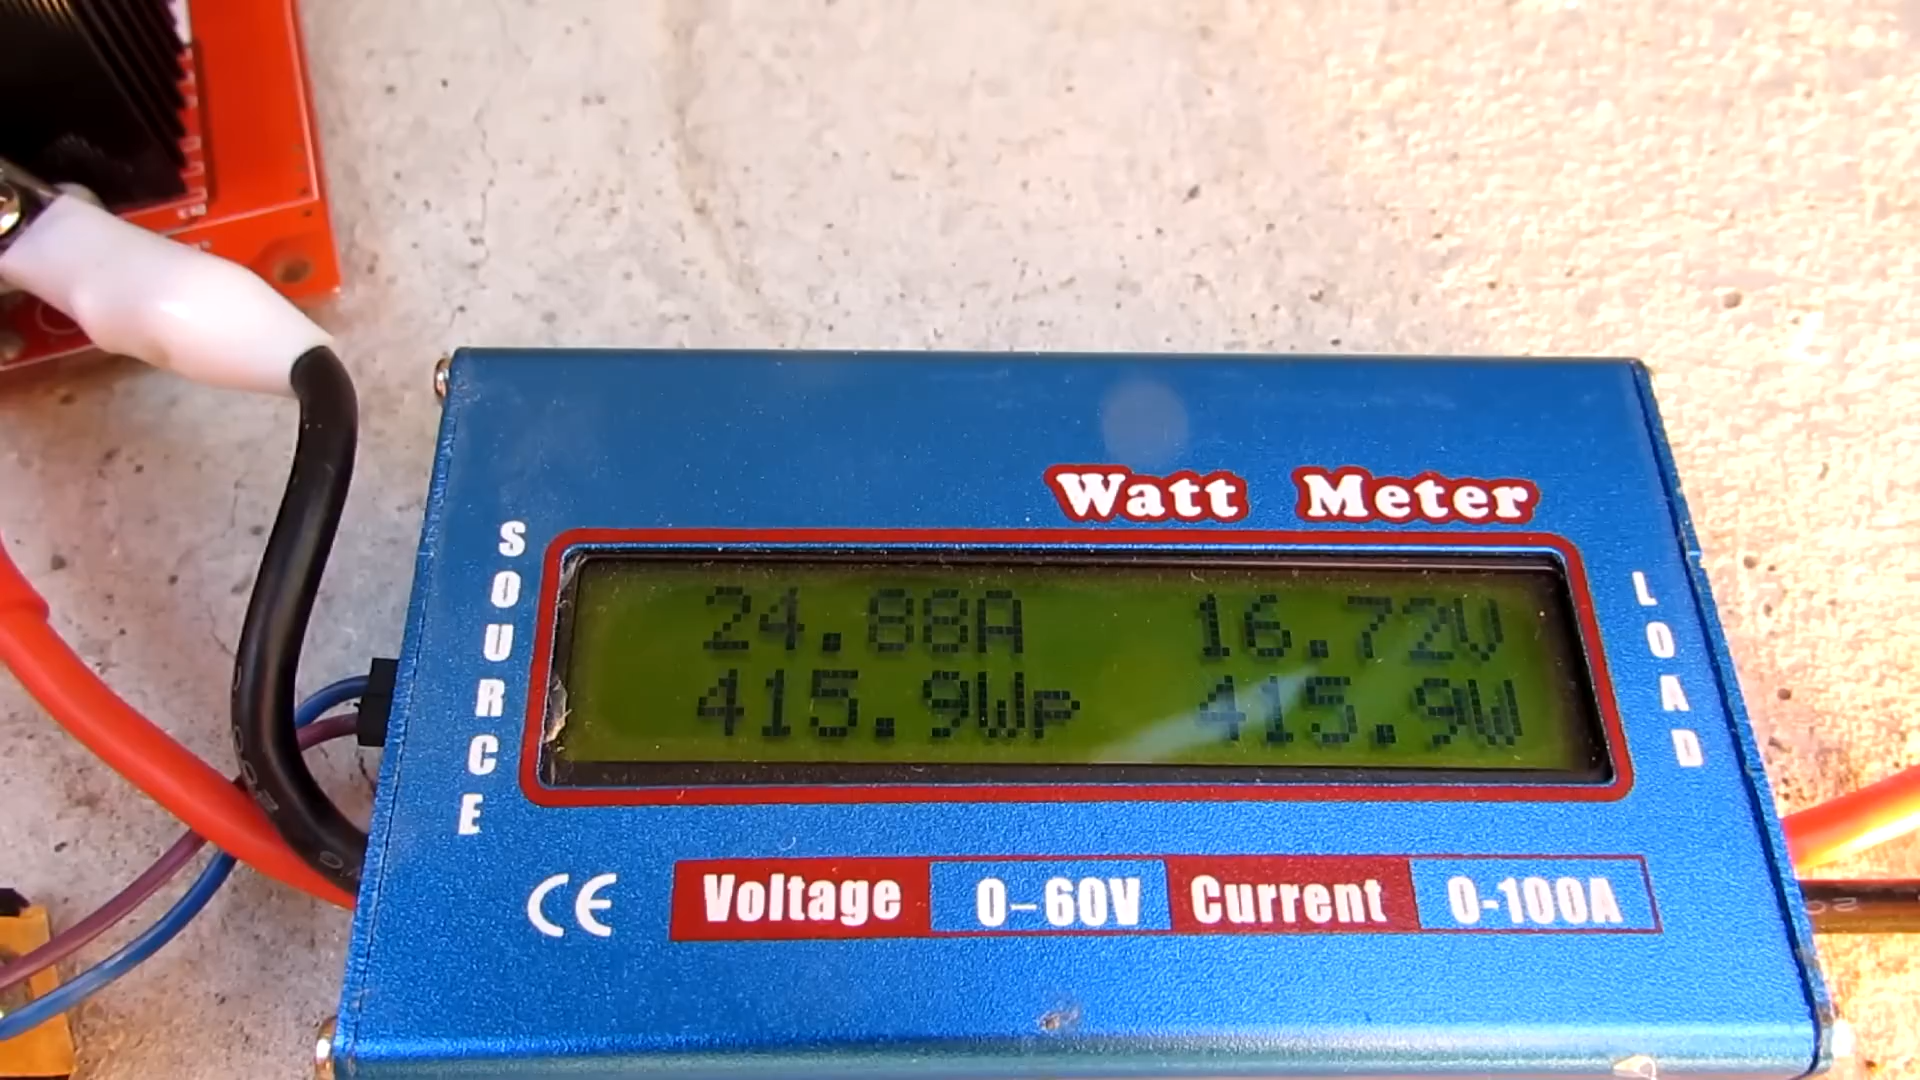 Watt Meter
SOURCE
24.88A 16.72V
415.9Wp 415.9W
LOAD
CE Voltage 0-60V Current 0-100A